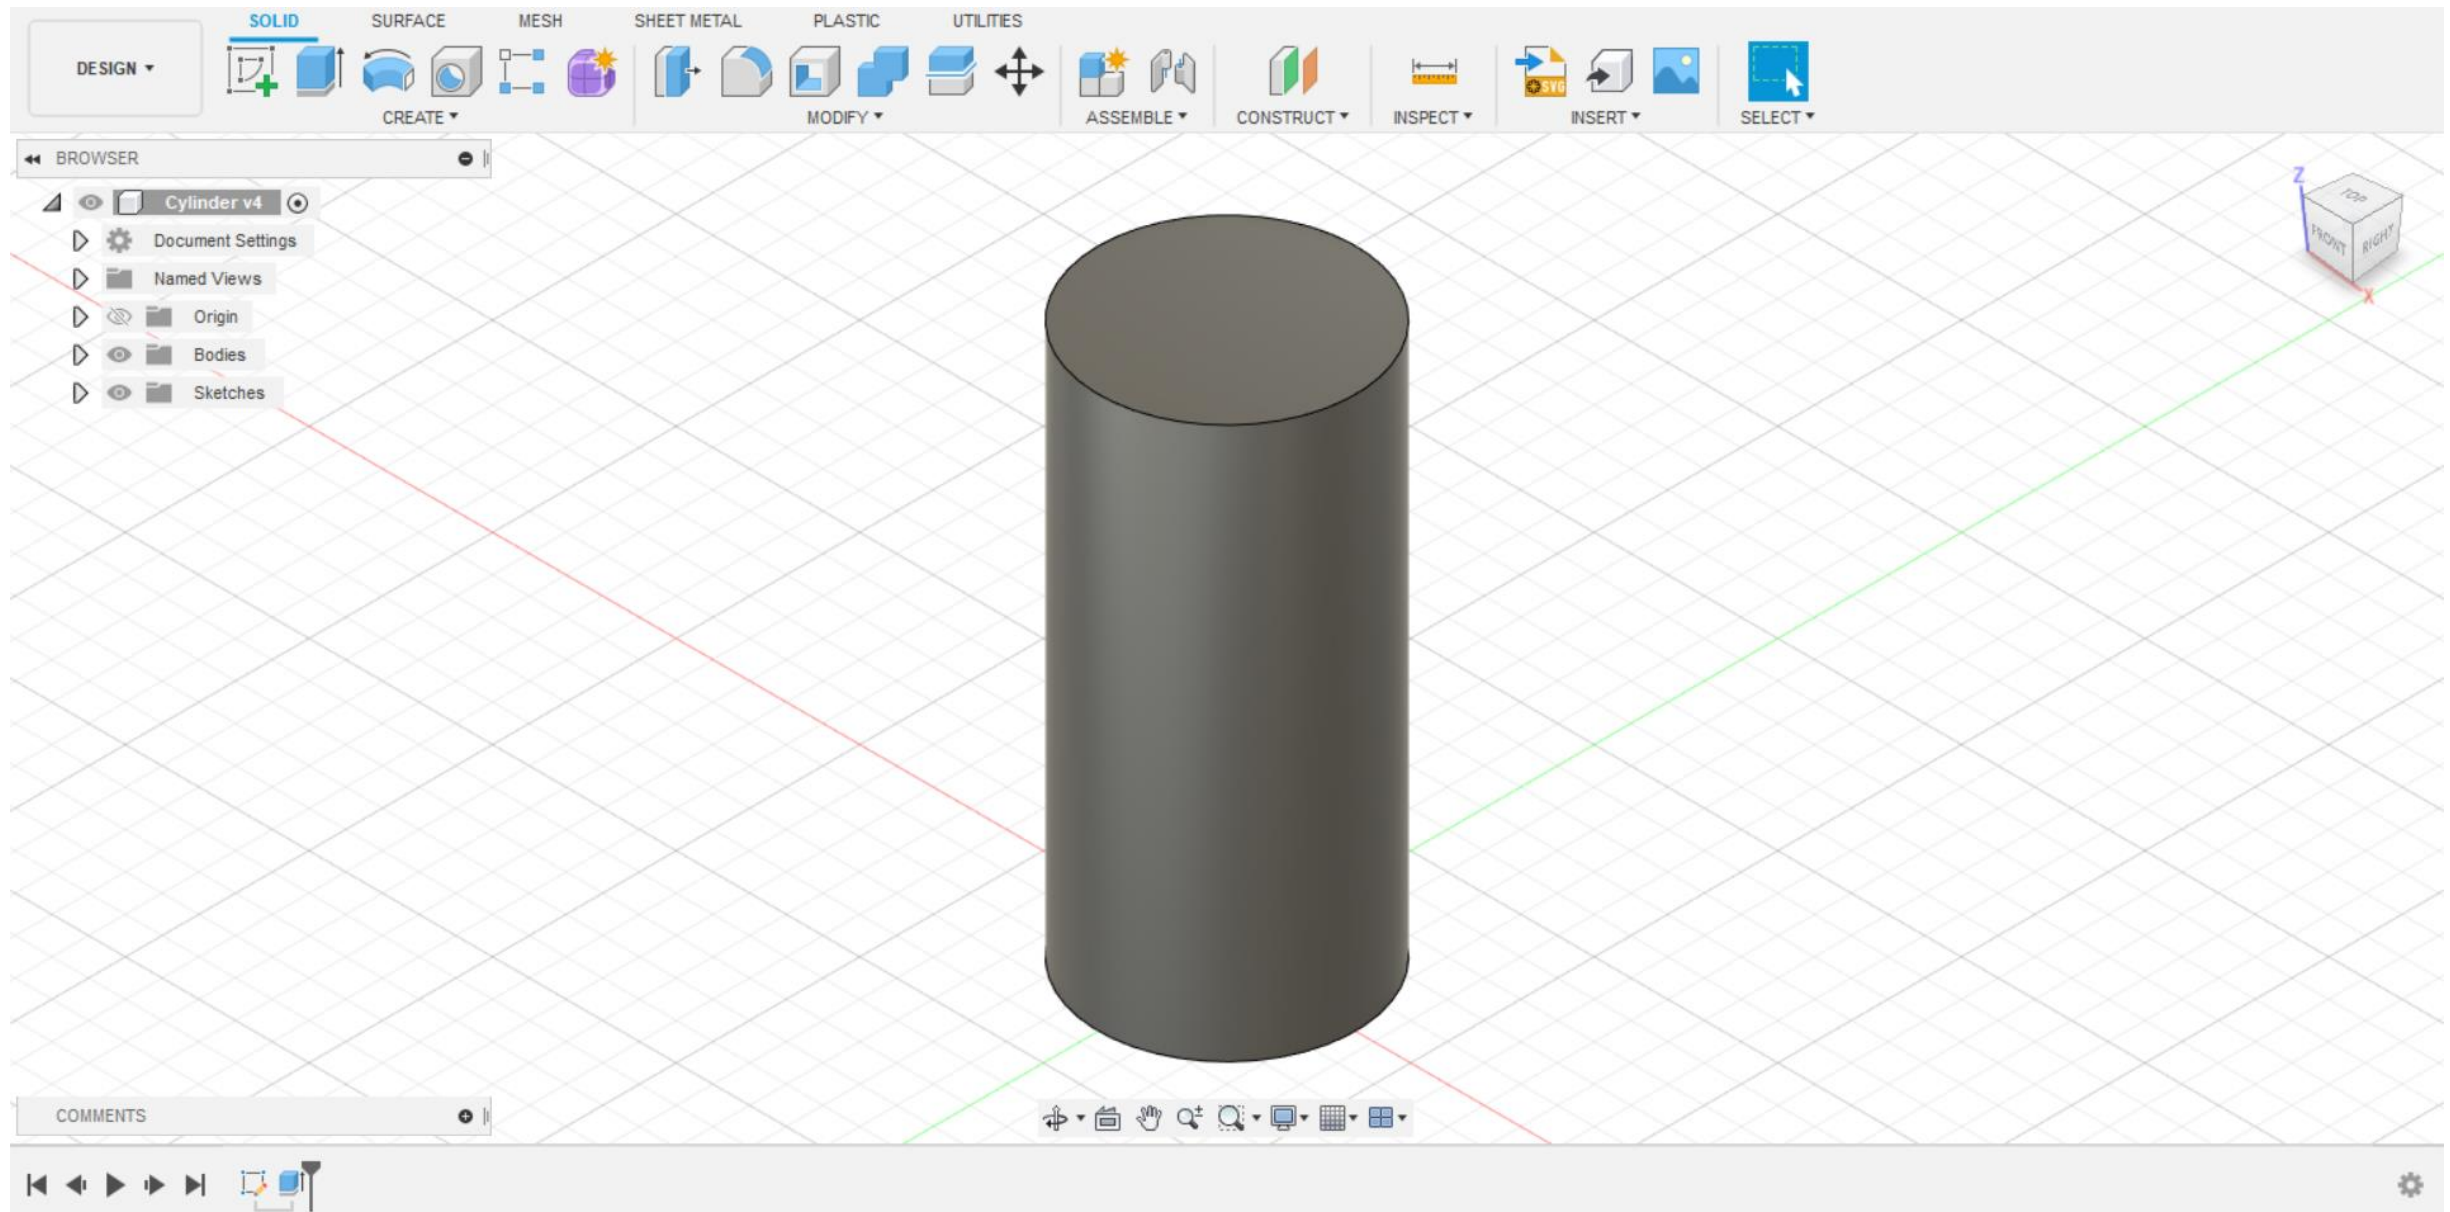 SOLID SURFACE MESH SHEET METAL PLASTIC UTILITIES
DESIGN
SVG
CREATE MODIFY ASSEMBLE CONSTRUCT INSPECT INSERT SELECT
BROWSER
Cylinder v4
Document Settings
Named Views
Origin
Bodies
Sketches
Z
TOP
FRONT RIGHT
X
COMMENTS